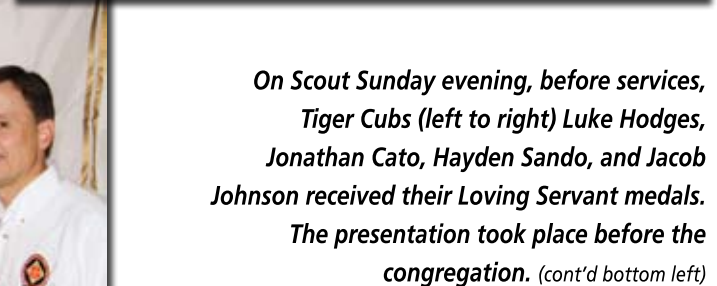 On Scout Sunday evening, before services,
Tiger Cubs (left to right) Luke Hodges,
Jonathan Cato, Hayden Sando, and Jacob
Johnson received their Loving Servant medals.
The presentation took place before the
congregation. (cont’d bottom left)